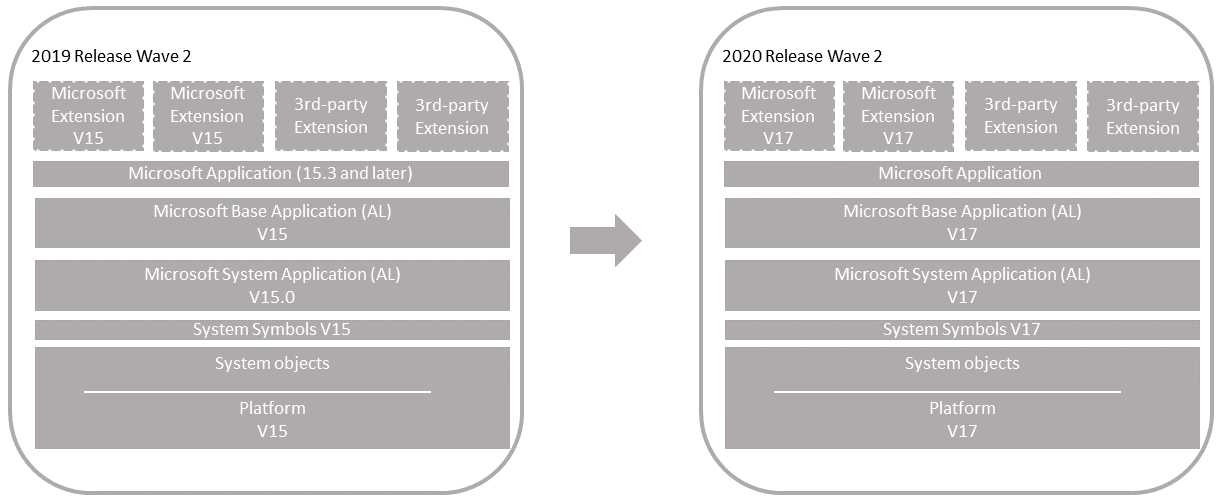 2019 Release Wave 2
Microsoft
Extension
V15
Microsoft
Extension
V15
3rd-party
Extension
3rd-party
Extension
Microsoft Application (15.3 and later)
Microsoft Base Application (AL)
V15
Microsoft System Application (AL)
V15.0
System Symbols V15
System objects
Platform
V15
2020 Release Wave 2
Microsoft
Extension
V17
Microsoft
Extension
V17
3rd-party
Extension
3rd-party
Extension
Microsoft Application
Microsoft Base Application (AL)
V17
Microsoft System Application (AL)
V17
System Symbols V17
System objects
Platform
V17